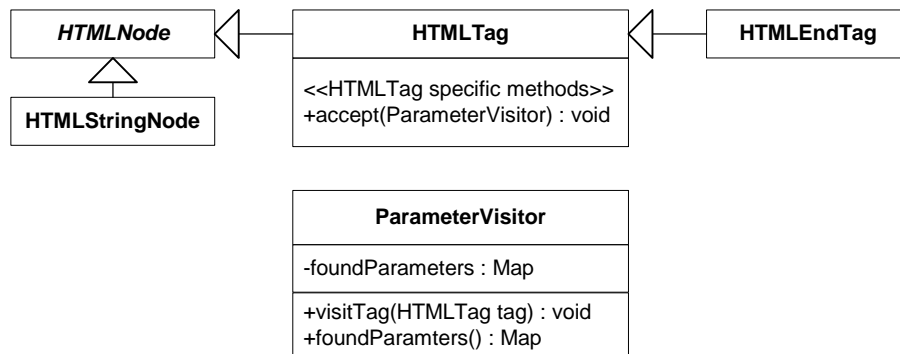 HTMLNode
HTMLTag
HTMLEndTag
<<HTMLTag specific methods>>
+accept(ParameterVisitor) : void
HTMLStringNode
ParameterVisitor
-foundParameters : Map
+visitTag(HTMLTag tag) : void
+foundParamters() : Map